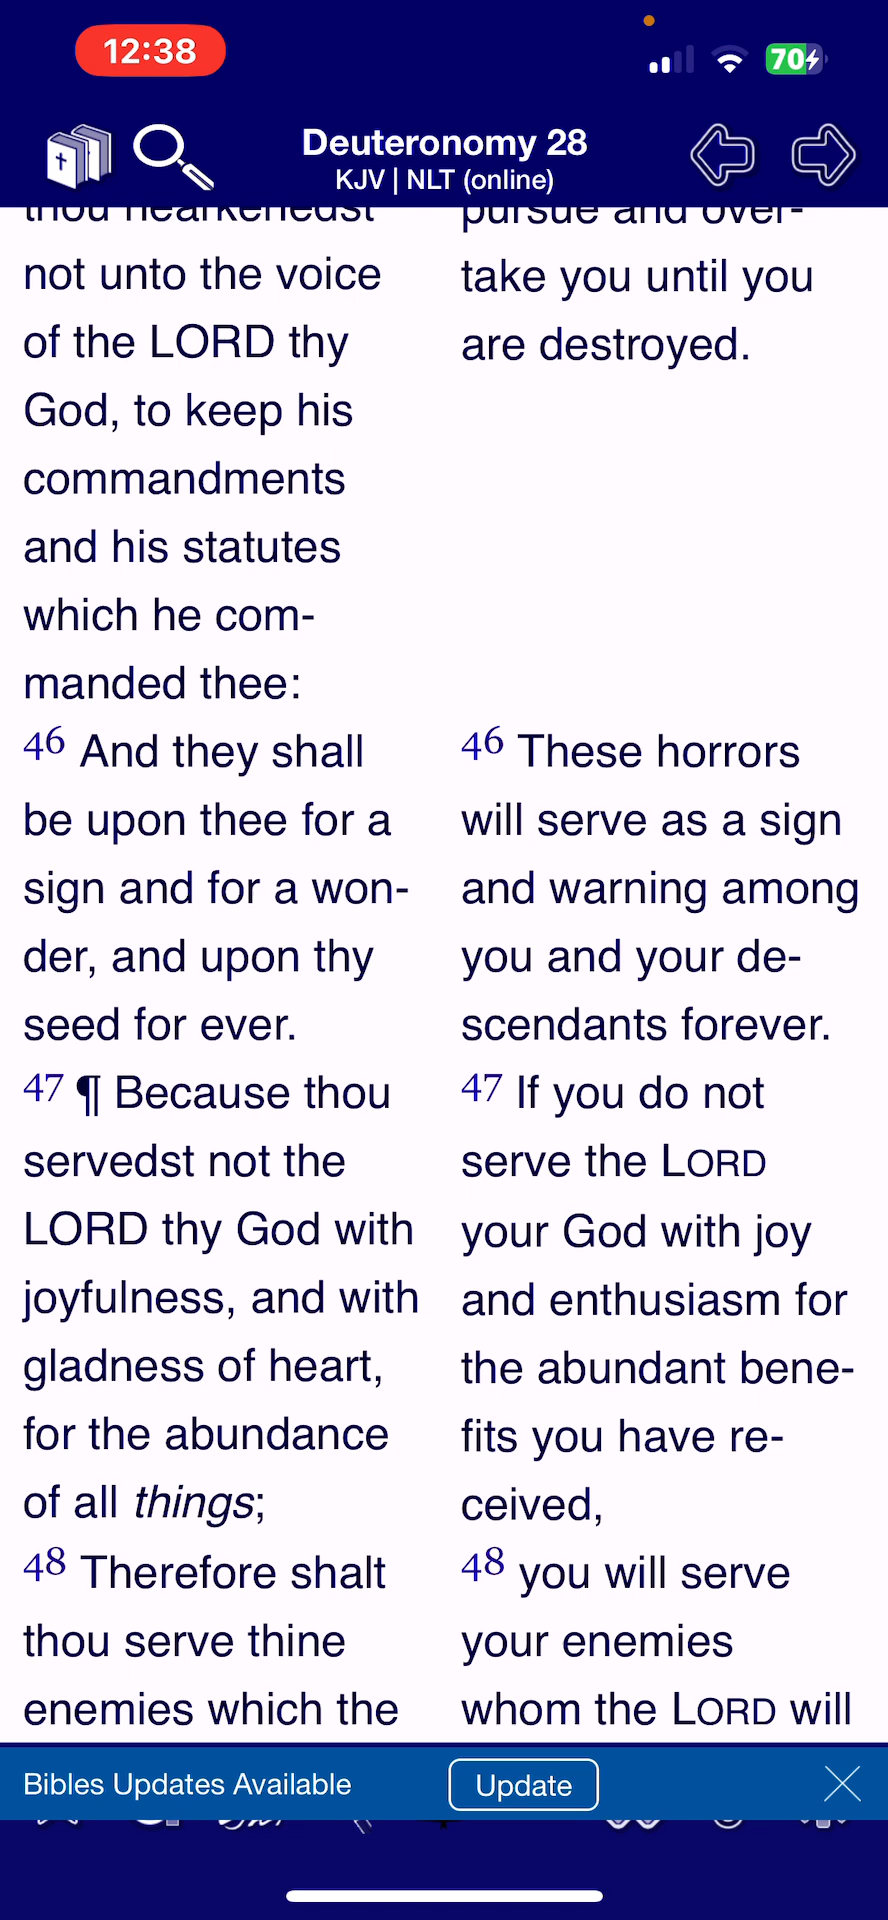 12:38
70
Deuteronomy 28
KJV | NLT (online)
thou hearkenedst
not unto the voice
of the LORD thy
God, to keep his
commandments
and his statutes
which he com-
manded thee:
46 And they shall
be upon thee for a
sign and for a won-
der, and upon thy
seed for ever.
47 ¶ Because thou
servedst not the
LORD thy God with
joyfulness, and with
gladness of heart,
for the abundance
of all things;
48 Therefore shalt
thou serve thine
enemies which the
pursue and over-
take you until you
are destroyed.
46 These horrors
will serve as a sign
and warning among
you and your de-
scendants forever.
47 If you do not
serve the LORD
your God with joy
and enthusiasm for
the abundant bene-
fits you have re-
ceived,
48 you will serve
your enemies
whom the LORD will
Bibles Updates Available
Update